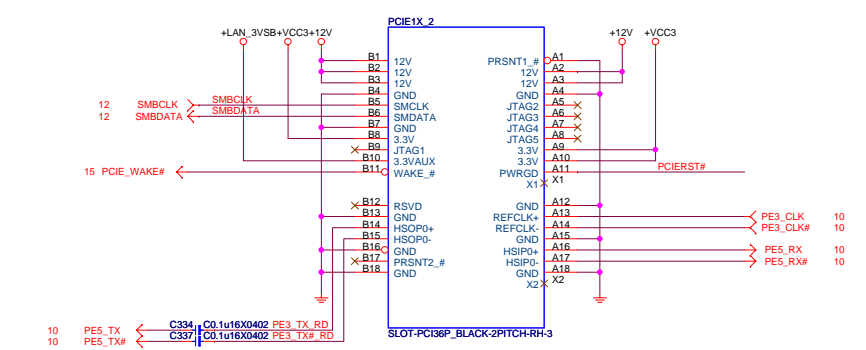 PCIE1X_2
+LAN_3VSB+VCC3+12V
+12V +VCC3
B1 12V PRSNT1_# A1
B2 12V 12V A2
B3 12V 12V A3
B4 GND GND A4
12 SMBCLK SMBCLK B5 SMCLK JTAG2 A5
12 SMBDATA SMBDATA B6 SMDATA JTAG3 A6
B7 GND JTAG4 A7
B8 3.3V JTAG5 A8
B9 JTAG1 3.3V A9
B10 3.3VAUX 3.3V A10
15 PCIE_WAKE# B11 WAKE_# PWRGD A11 PCIERST#
X1 X1
B12 RSVD GND A12
B13 GND REFCLK+ A13 PE3_CLK 10
B14 HSOP0+ REFCLK- A14 PE3_CLK# 10
B15 HSOP0- GND A15
B16 GND HSIP0+ A16 PE5_RX 10
B17 PRSNT2_# HSIP0- A17 PE5_RX# 10
B18 GND GND A18
X2 X2
10 PE5_TX C334 C0.1u16X0402 PE3_TX_RD
10 PE5_TX# C337 C0.1u16X0402 PE3_TX#_RD
SLOT-PCI36P_BLACK-2PITCH-RH-3